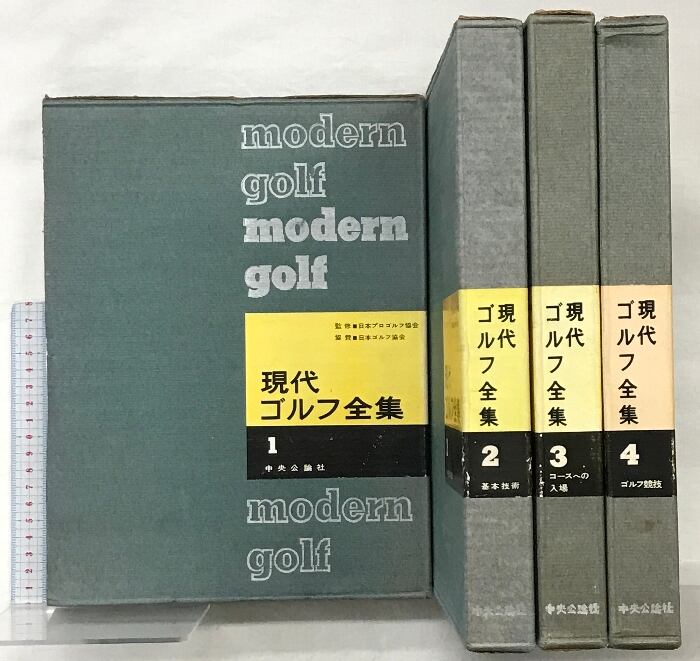 modern
golf
modern
golf
監修■日本プロゴルフ協会
協賛■日本ゴルフ協会
現代
ゴルフ全集
1
中央公論社
modern
golf
現代
ゴルフ全集
2
基本技術
中央公論社
現代
ゴルフ全集
3
コースへの
入場
中央公論社
現代
ゴルフ全集
4
ゴルフ競技
中央公論社